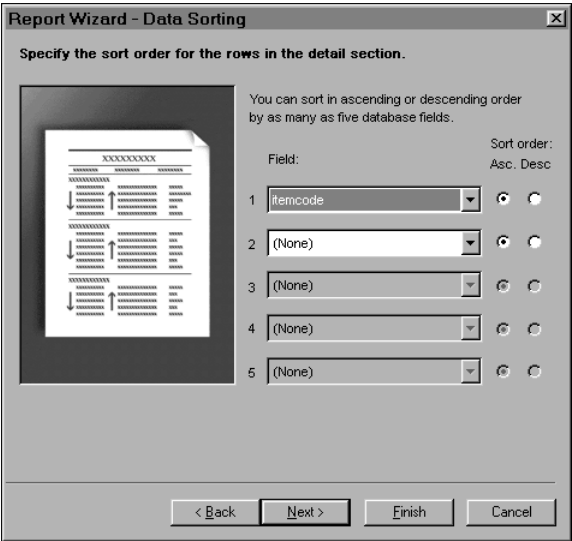 Report Wizard - Data Sorting
Specify the sort order for the rows in the detail section.
You can sort in ascending or descending order
by as many as five database fields.
Sort order:
Field:
Asc. Desc
1 itemcode
2 (None)
3 (None)
4 (None)
5 (None)
XXXXXXXXX
< Back
Next >
Finish
Cancel